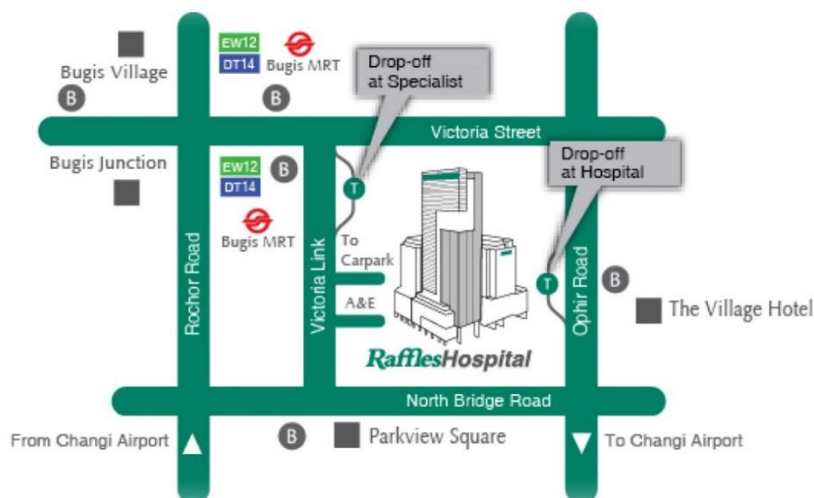 EW12
DT14
Bugis MRT
Bugis Village
B
B
Drop-off
at Specialist
Victoria Street
Bugis Junction
EW12
DT14
B
Bugis MRT
T
Drop-off
at Hospital
Rochor Road
Victoria Link
To
Carpark
A&E
T
Ophir Road
B
The Village Hotel
RafflesHospital
North Bridge Road
From Changi Airport
B
Parkview Square
To Changi Airport